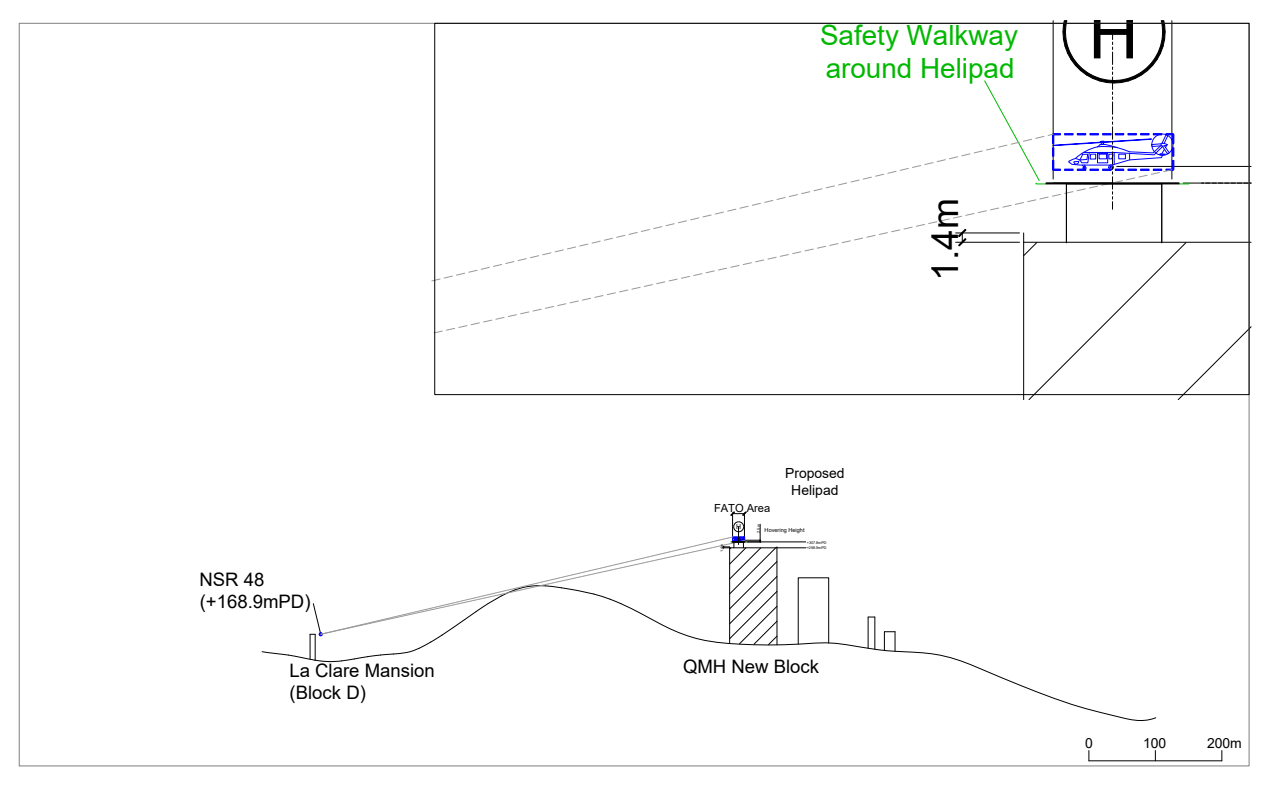 Safety Walkway
around Helipad
H
1.4m
Proposed
Helipad
FATO Area
H
Hovering Height
NSR 48
(+168.9mPD)
La Clare Mansion
(Block D)
QMH New Block
0 100 200m